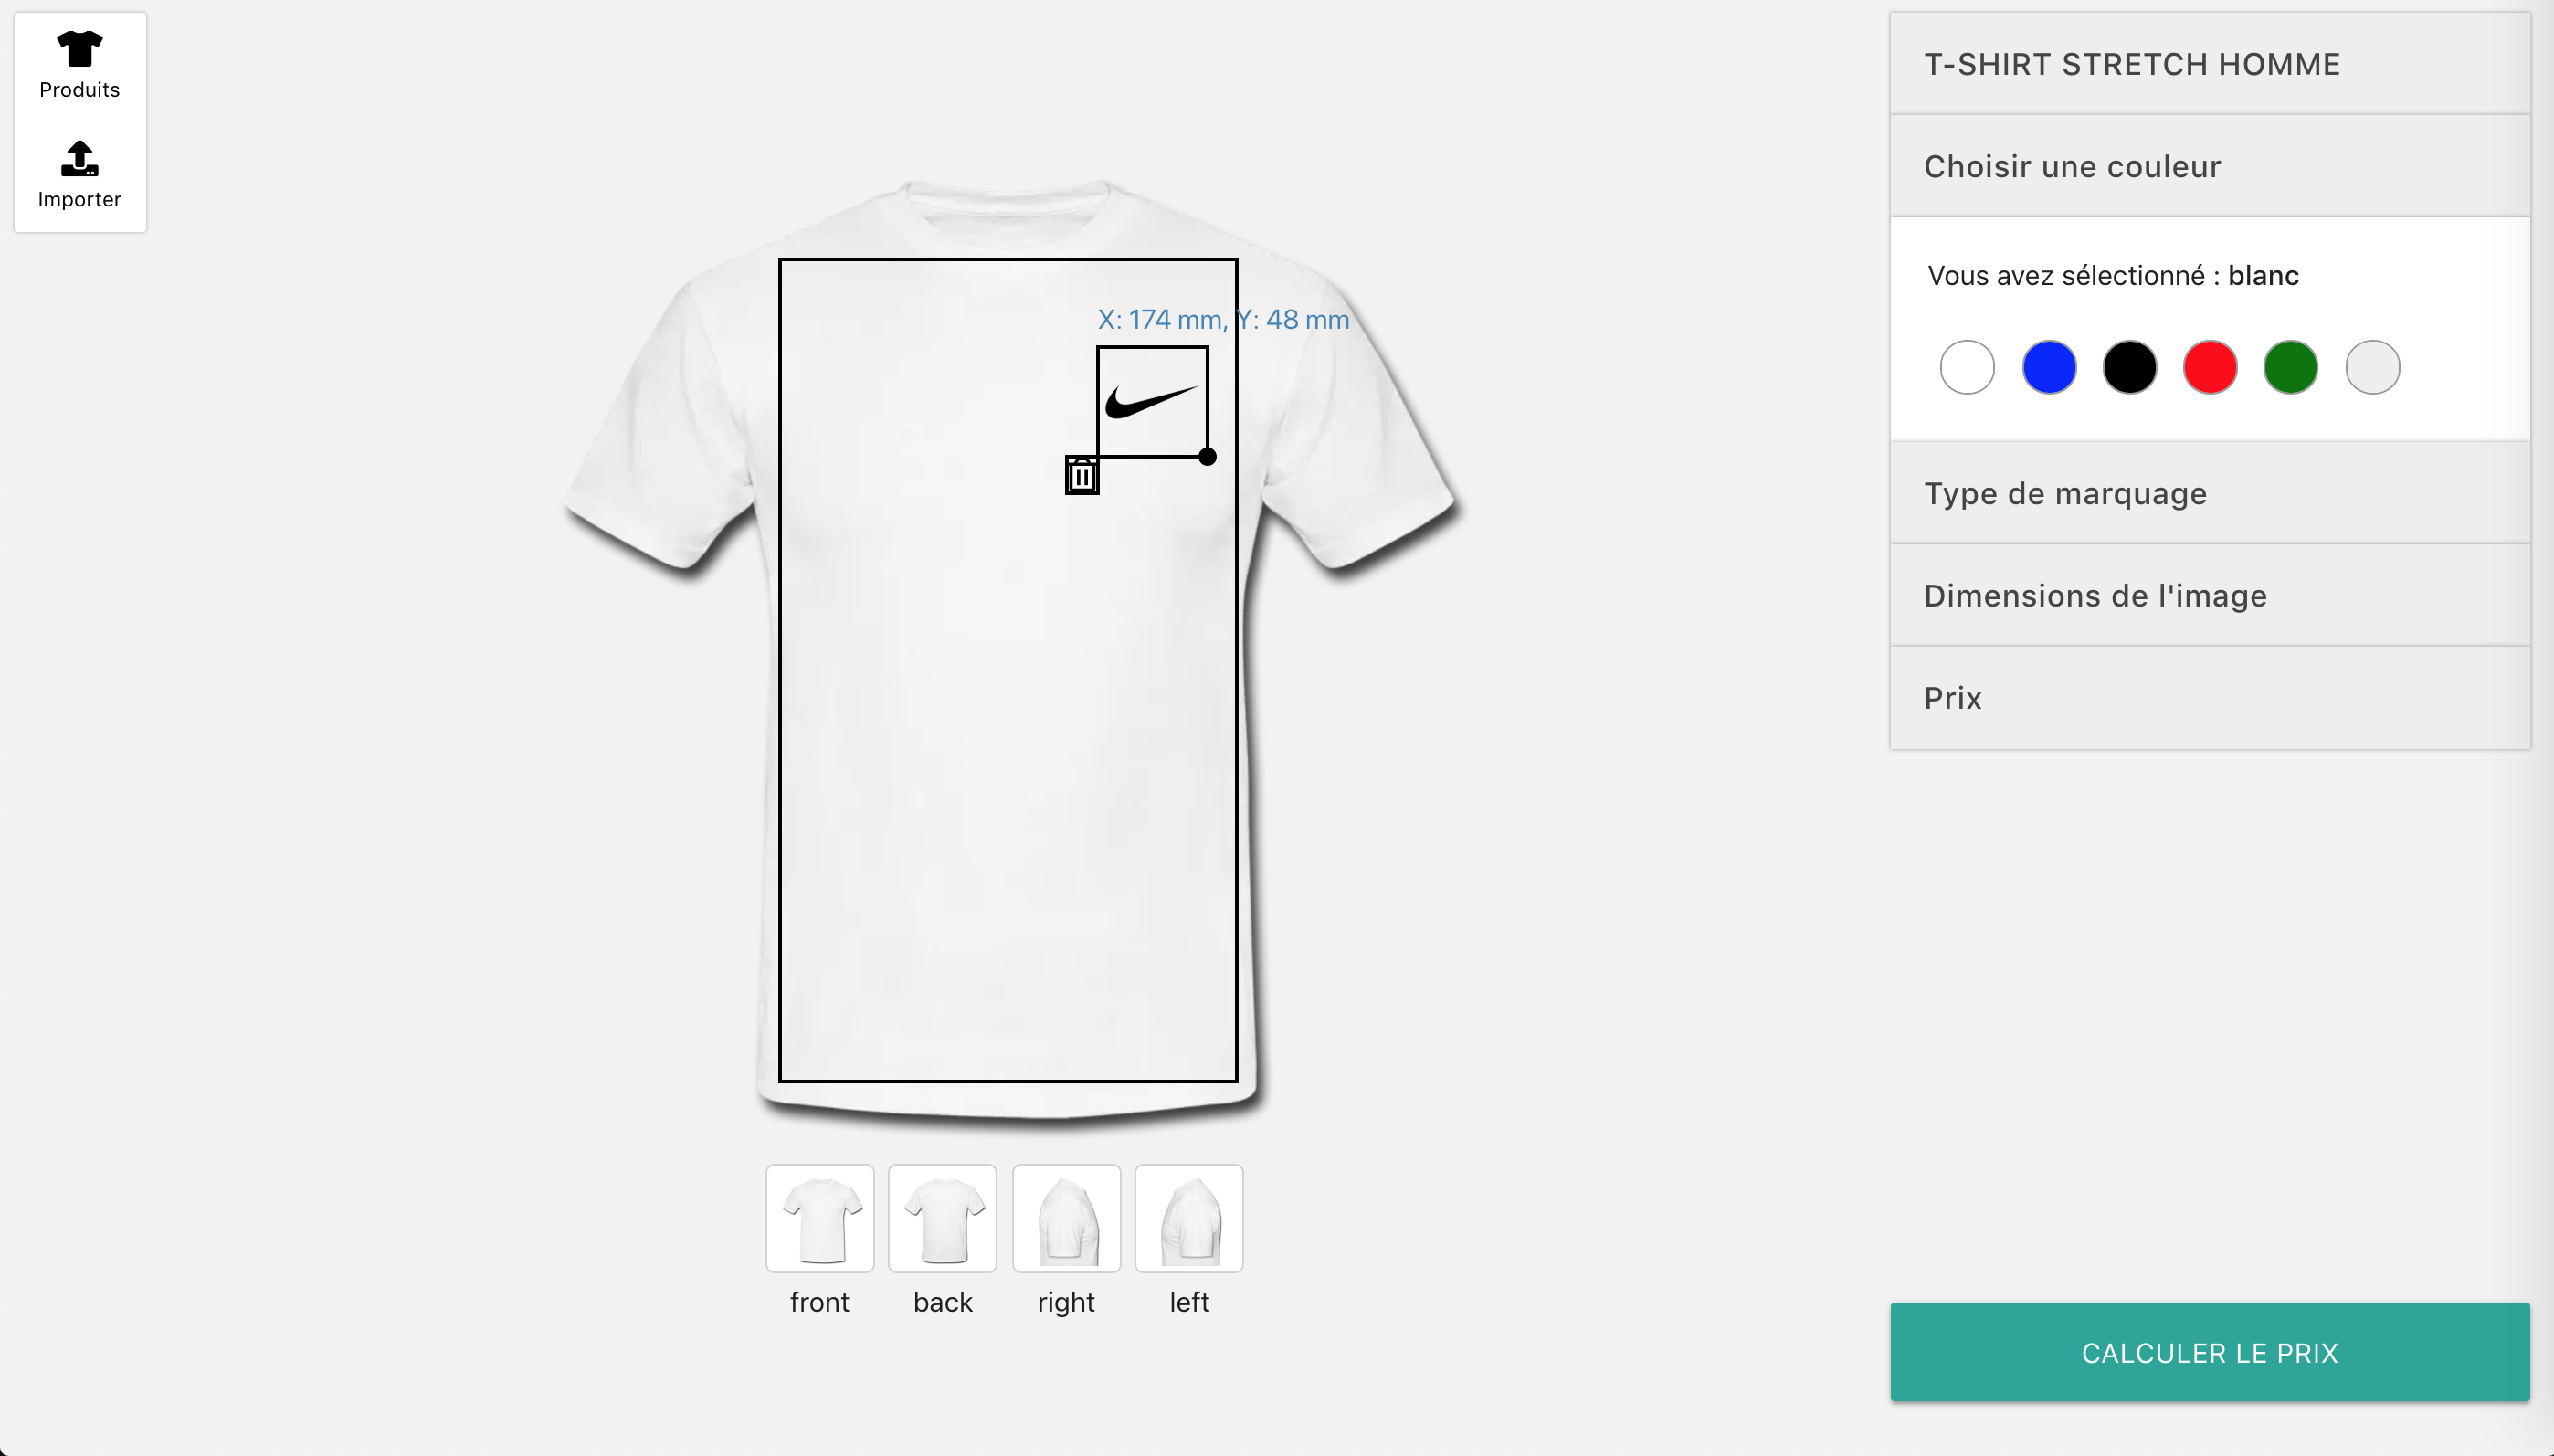 Produits
Importer
X: 174 mm, Y: 48 mm
front
back
right
left
T-SHIRT STRETCH HOMME
Choisir une couleur
Vous avez sélectionné : blanc
Type de marquage
Dimensions de l'image
Prix
CALCULER LE PRIX